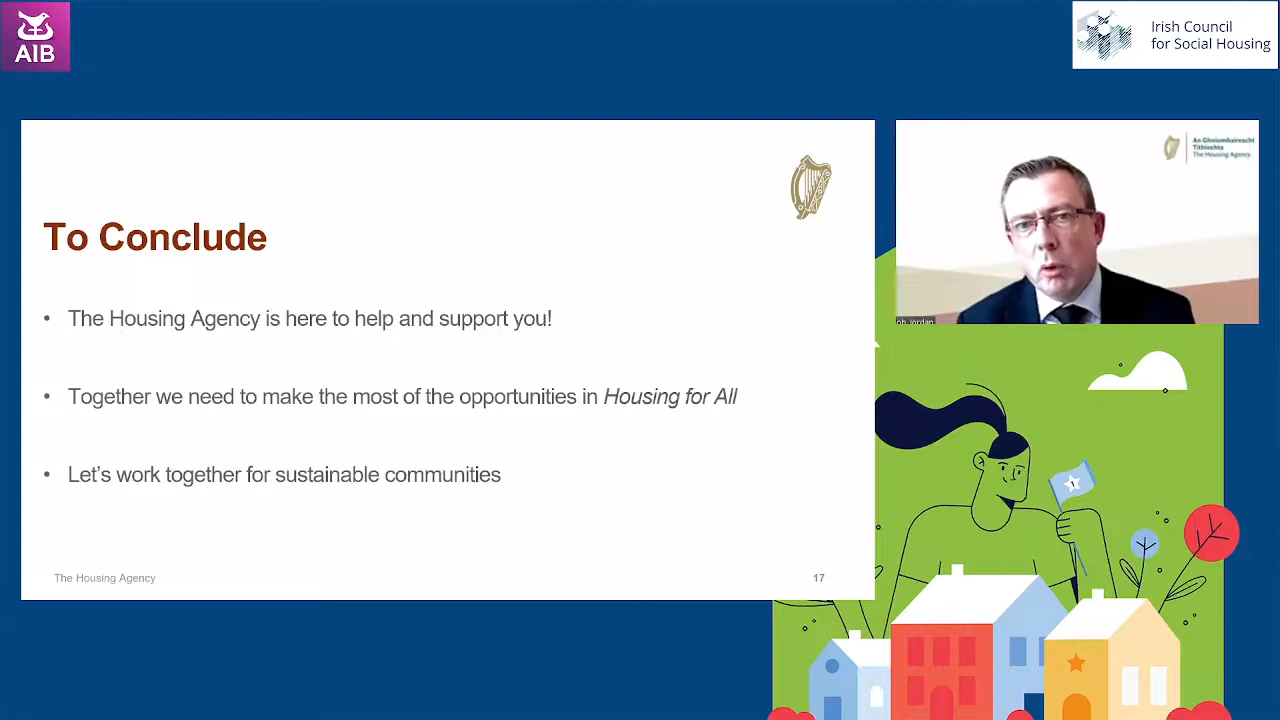 AIB
Irish Council
for Social Housing
An Ghníomhaireacht
Tithíochta
The Housing Agency
To Conclude
• The Housing Agency is here to help and support you!
• Together we need to make the most of the opportunities in Housing for All
• Let's work together for sustainable communities
The Housing Agency
17
1